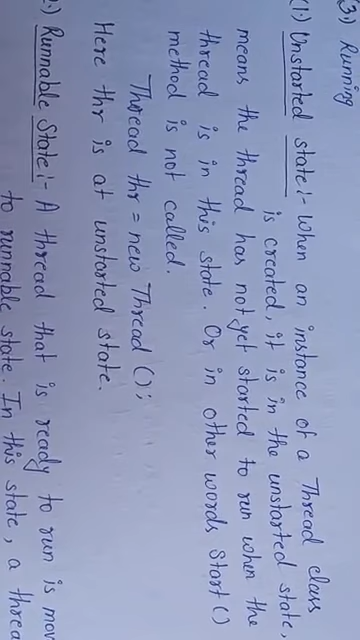 (3.) Running
(1.) Unstarted state:- When an instance of a Thread class
is created, it is in the unstarted state
means the thread has not yet started to run when the
thread is in this state. Or in other words Start()
method is not called.
Thread thr = new Thread ();
Here thr is at unstarted state.
2.) Runnable State:- A thread that is ready to run is mov
to runnable state. In this state, a threa